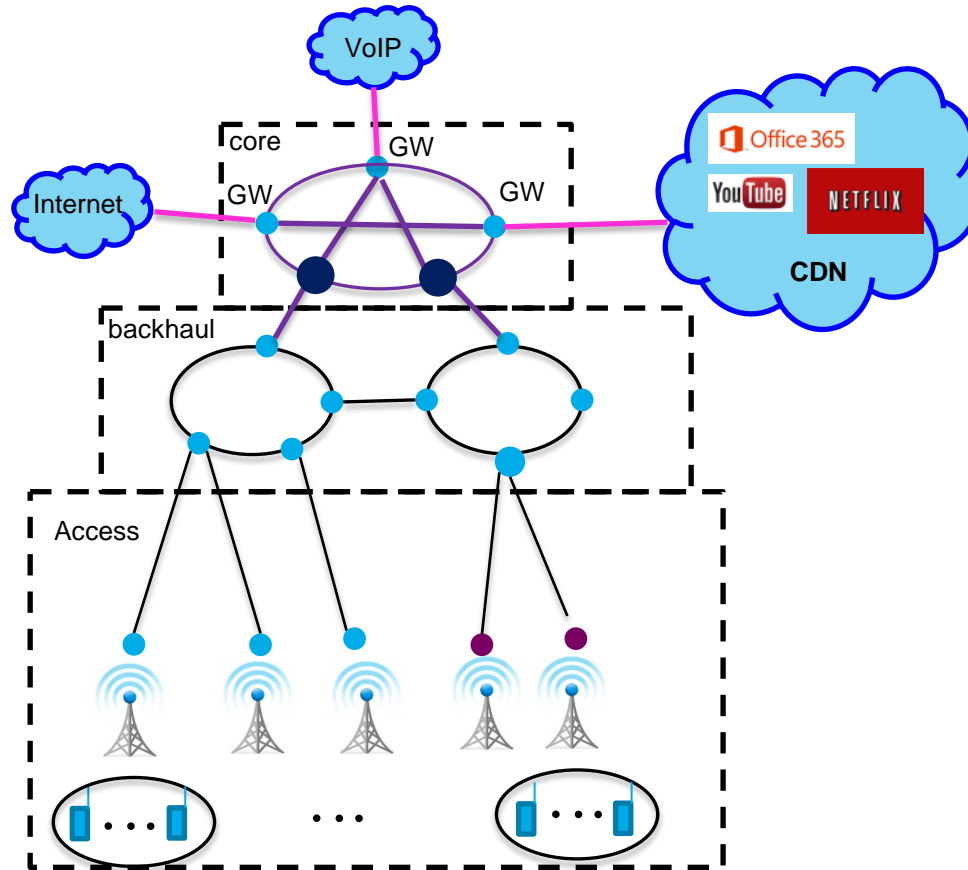 VoIP
core
GW
Office 365
GW
GW
YouTube
NETFLIX
Internet
CDN
backhaul
Access